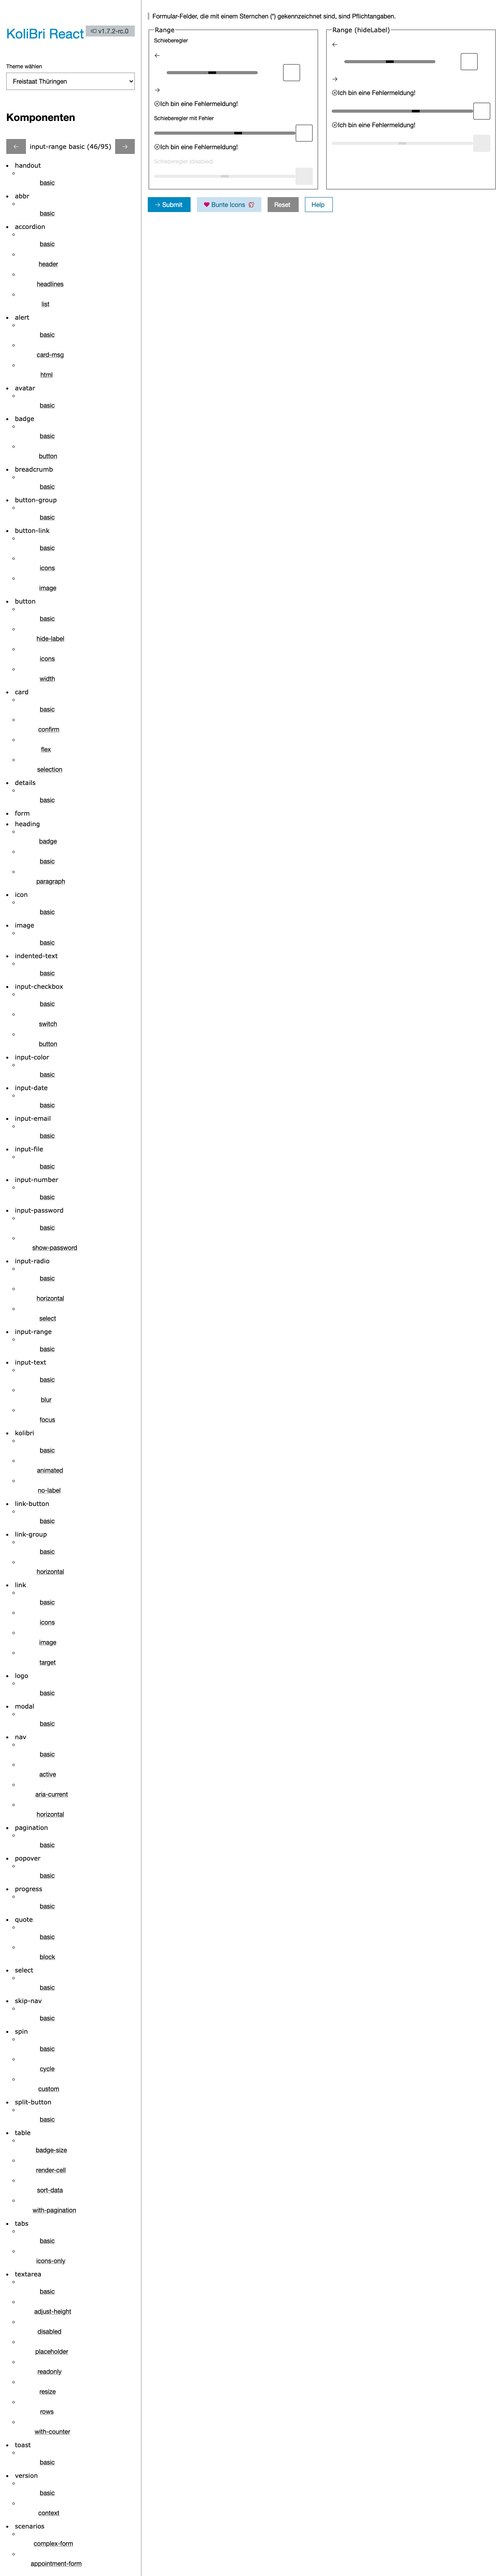 KoliBri React
v1.7.2-rc.0
Theme wählen
Freistaat Thüringen
Komponenten
← input-range basic (46/95) →
handout
basic
abbr
basic
accordion
basic
header
headlines
list
alert
basic
card-msg
html
avatar
basic
badge
basic
button
breadcrumb
basic
button-group
basic
button-link
basic
icons
image
button
basic
hide-label
icons
width
card
basic
confirm
flex
selection
details
basic
form
heading
badge
basic
paragraph
icon
basic
image
basic
indented-text
basic
input-checkbox
basic
switch
button
input-color
basic
input-date
basic
input-email
basic
input-file
basic
input-number
basic
input-password
basic
show-password
input-radio
basic
horizontal
select
input-range
basic
input-text
basic
blur
focus
kolibri
basic
animated
no-label
link-button
basic
link-group
basic
horizontal
link
basic
icons
image
target
logo
basic
modal
basic
nav
basic
active
aria-current
horizontal
pagination
basic
popover
basic
progress
basic
quote
basic
block
select
basic
skip-nav
basic
spin
basic
cycle
custom
split-button
basic
table
badge-size
render-cell
sort-data
with-pagination
tabs
basic
icons-only
textarea
basic
adjust-height
disabled
placeholder
readonly
resize
rows
with-counter
toast
basic
version
basic
context
scenarios
complex-form
appointment-form
Formular-Felder, die mit einem Sternchen (*) gekennzeichnet sind, sind Pflichtangaben.
Range
Schieberegler
←
→
Ich bin eine Fehlermeldung!
Schieberegler mit Fehler
Ich bin eine Fehlermeldung!
Schieberegler disabled
Range (hideLabel)
←
→
Ich bin eine Fehlermeldung!
Ich bin eine Fehlermeldung!
→ Submit
Bunte Icons
Reset
Help